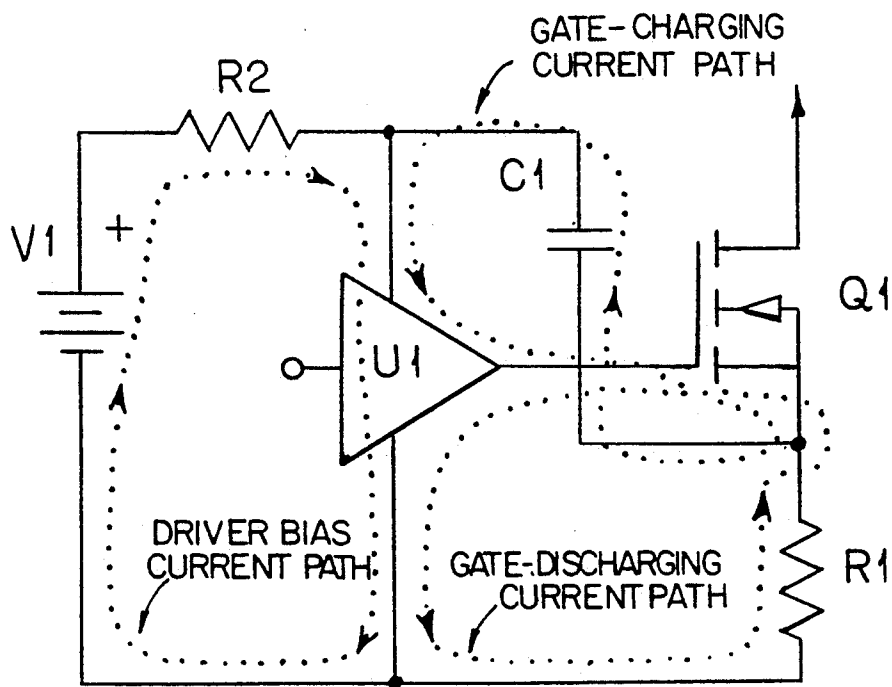 GATE-CHARGING
CURRENT PATH
R2
C1
V1
+
Q1
U1
DRIVER BIAS
CURRENT PATH
GATE-DISCHARGING
CURRENT PATH
R1